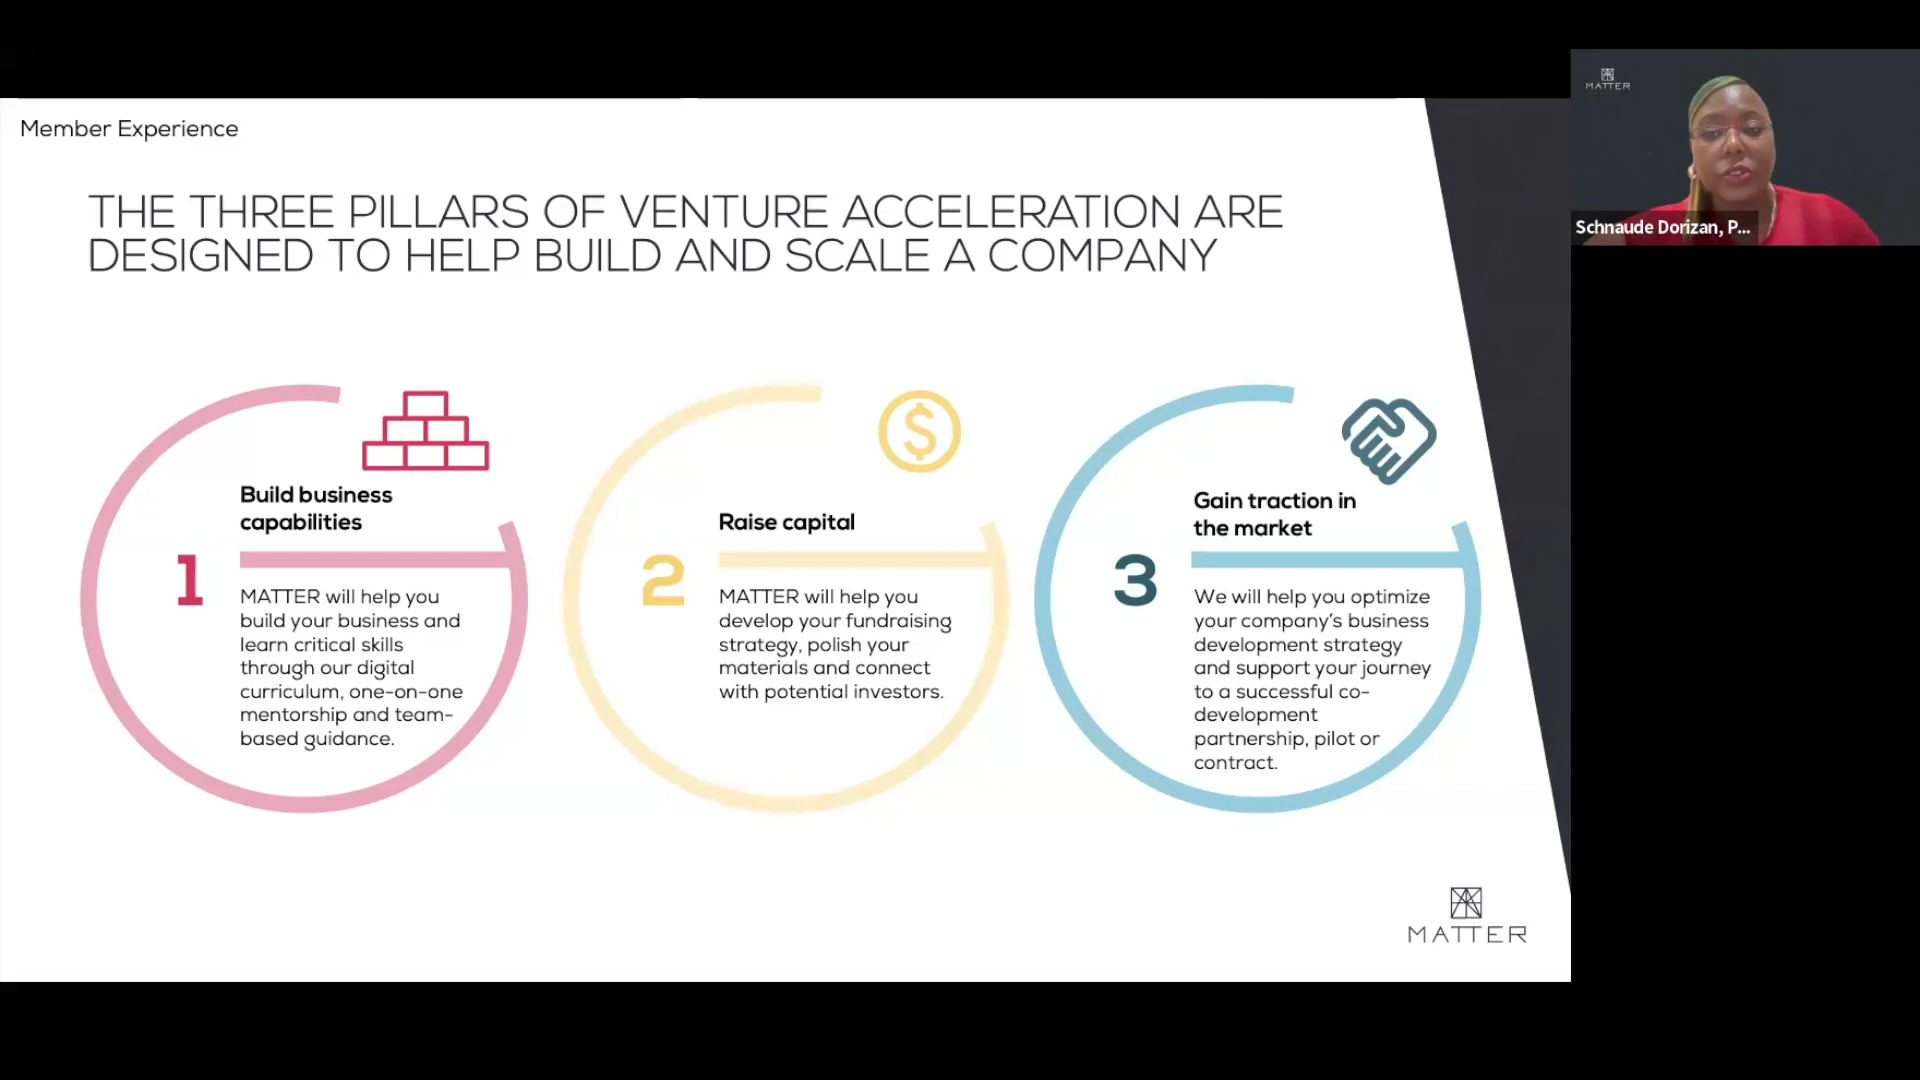 Member Experience
THE THREE PILLARS OF VENTURE ACCELERATION ARE
DESIGNED TO HELP BUILD AND SCALE A COMPANY
1
Build business
capabilities
MATTER will help you
build your business and
learn critical skills
through our digital
curriculum, one-on-one
mentorship and team-
based guidance.
2
$
Raise capital
MATTER will help you
develop your fundraising
strategy, polish your
materials and connect
with potential investors.
3
Gain traction in
the market
We will help you optimize
your company's business
development strategy
and support your journey
to a successful co-
development
partnership, pilot or
contract.
MATTER
MATTER
Schnaude Dorizan, P...